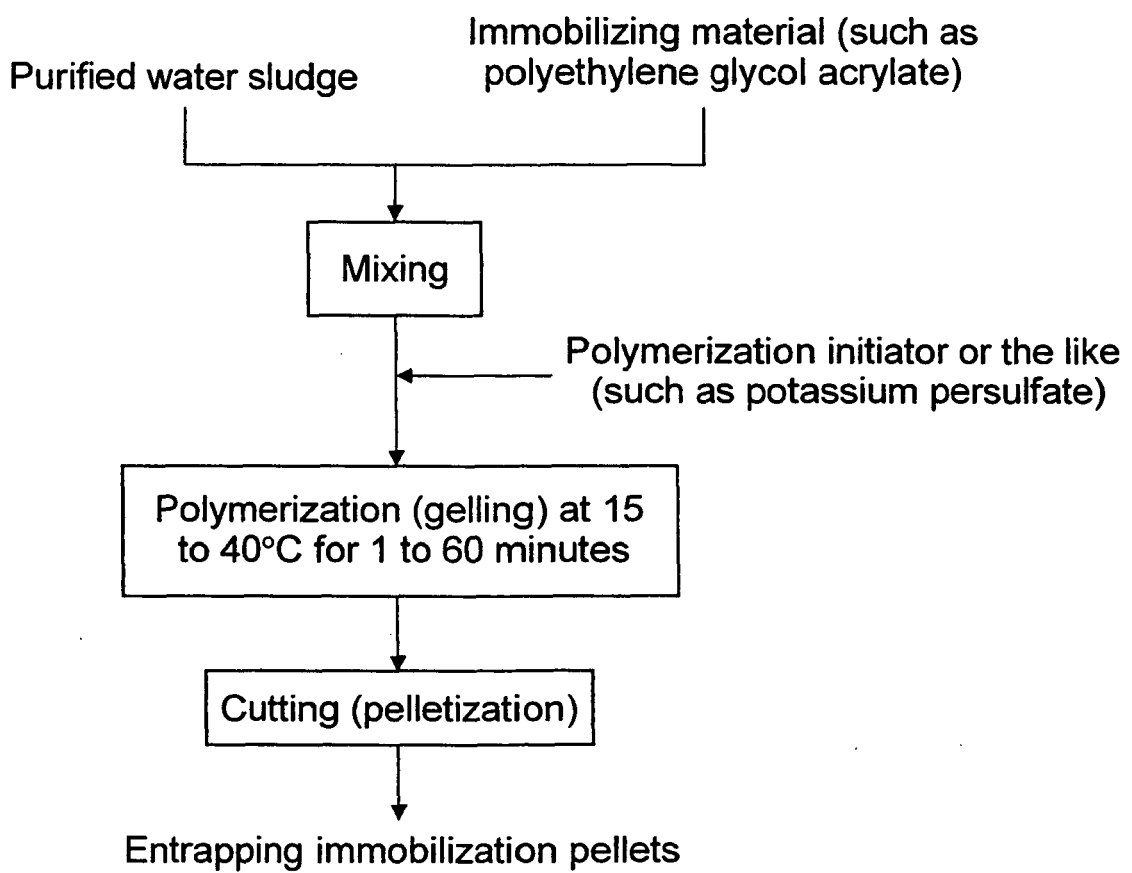 Purified water sludge
Immobilizing material (such as
polyethylene glycol acrylate)
Mixing
Polymerization initiator or the like
(such as potassium persulfate)
Polymerization (gelling) at 15
to 40°C for 1 to 60 minutes
Cutting (pelletization)
Entrapping immobilization pellets